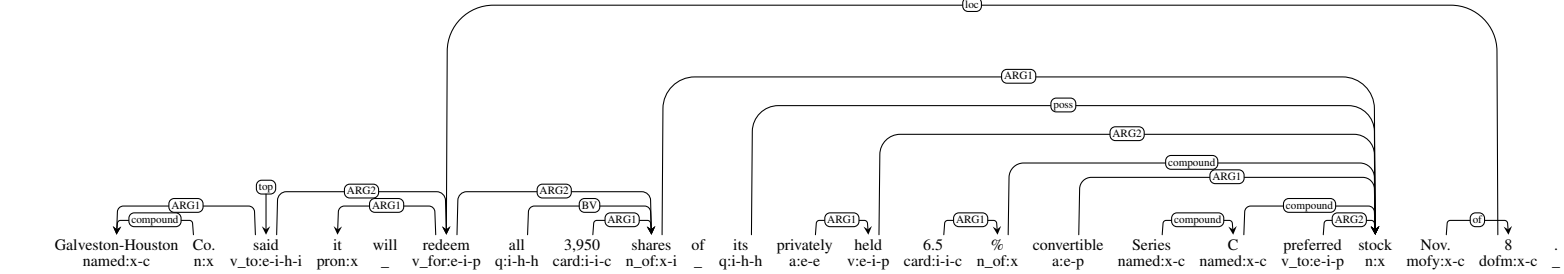 loc
ARG1
poss
ARG2
compound
ARG1
top ARG2 ARG2 compound
ARG1 ARG1 BV ARG2
compound ARG1 ARG1 ARG1 compound of
Galveston-Houston Co. said it will redeem all 3,950 shares of its privately held 6.5 % convertible Series C preferred stock Nov. 8 .
named:x-c n:x v_to:e-i-h-i pron:x _ v_for:e-i-p q:i-h-h card:i-i-c n_of:x-i _ q:i-h-h a:e-e v:e-i-p card:i-i-c n_of:x a:e-p named:x-c named:x-c v_to:e-i-p n:x mofy:x-c dofm:x-c _